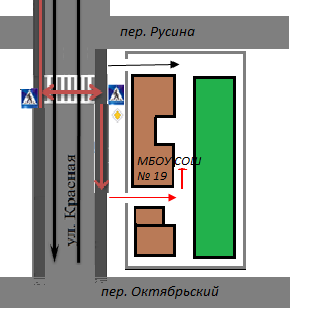 пер. Русина
ул. Красная
МБОУ СОШ
№ 19
пер. Октябрьский